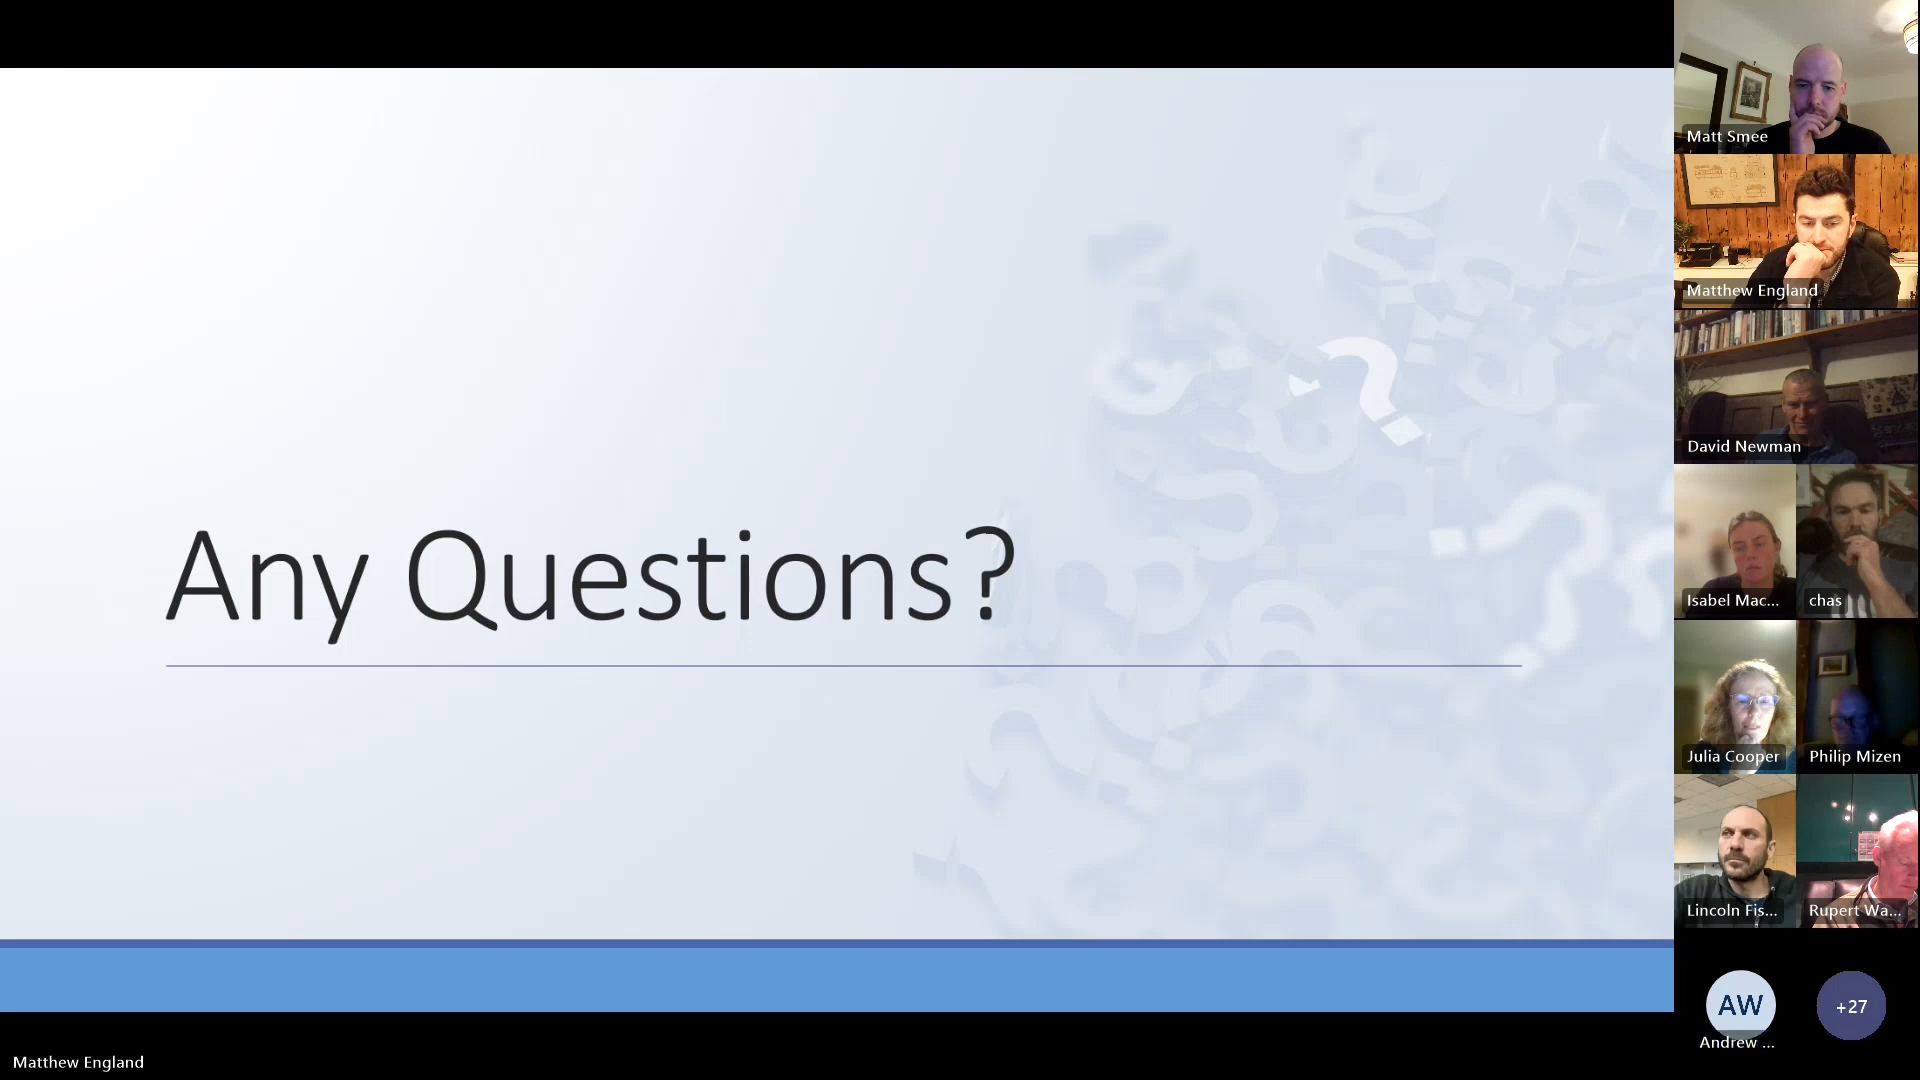 Any Questions?
Matt Smee
Matthew England
David Newman
Isabel Mac...
chas
Julia Cooper
Philip Mizen
Lincoln Fis...
Rupert Wa...
AW
+27
Andrew ...
Matthew England